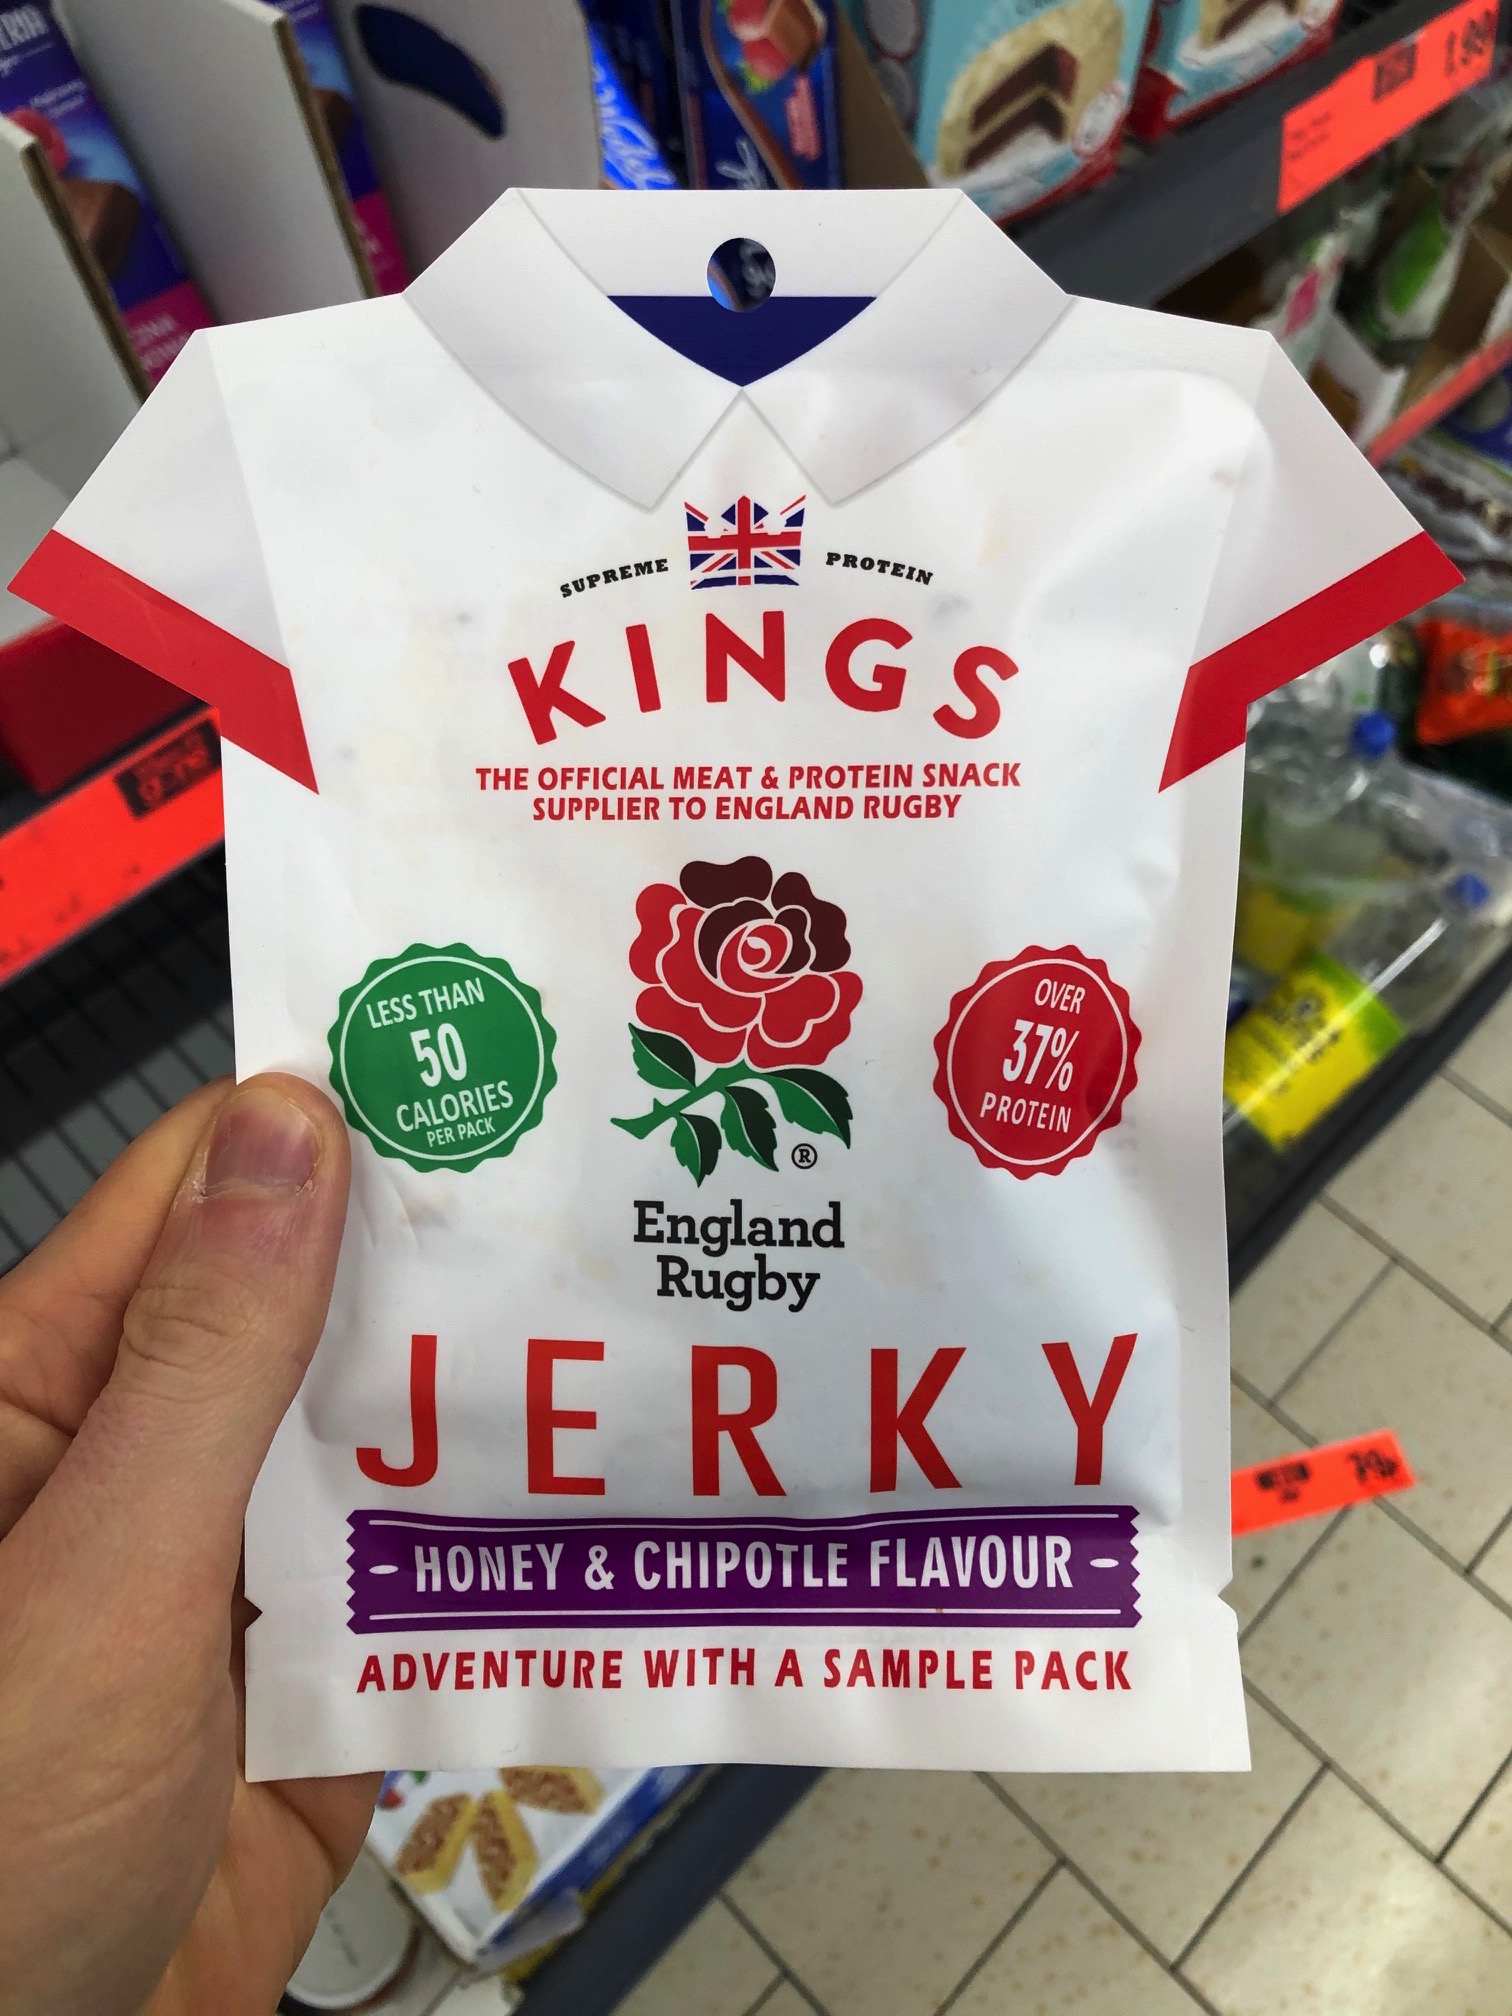 SUPREME PROTEIN
KINGS
THE OFFICIAL MEAT & PROTEIN SNACK
SUPPLIER TO ENGLAND RUGBY
LESS THAN
50
CALORIES
PER PACK
OVER
37%
PROTEIN
®
England
Rugby
JERKY
- HONEY & CHIPOTLE FLAVOUR -
ADVENTURE WITH A SAMPLE PACK
79p